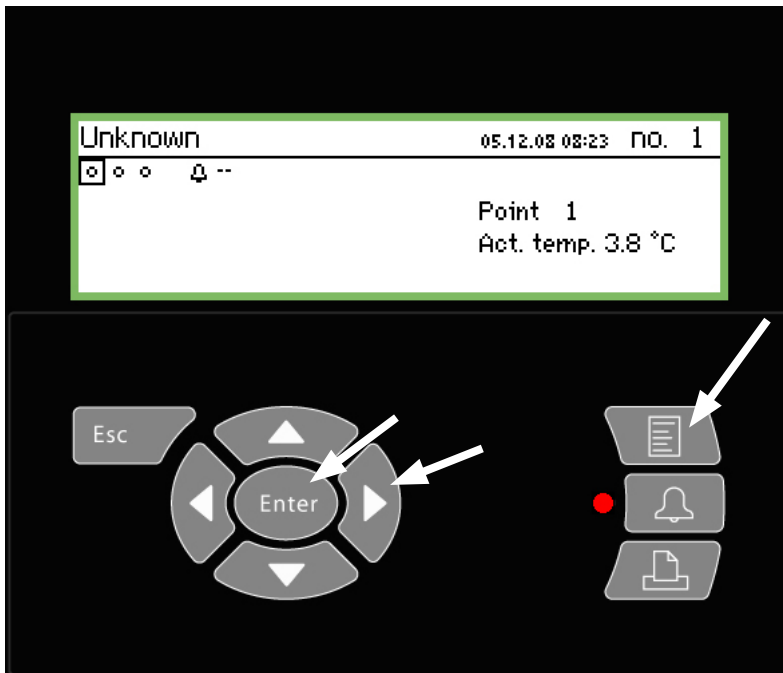 Unknown 05.12.08 08:23 no. 1
--
Point 1
Act. temp. 3.8 °C
Esc
Enter